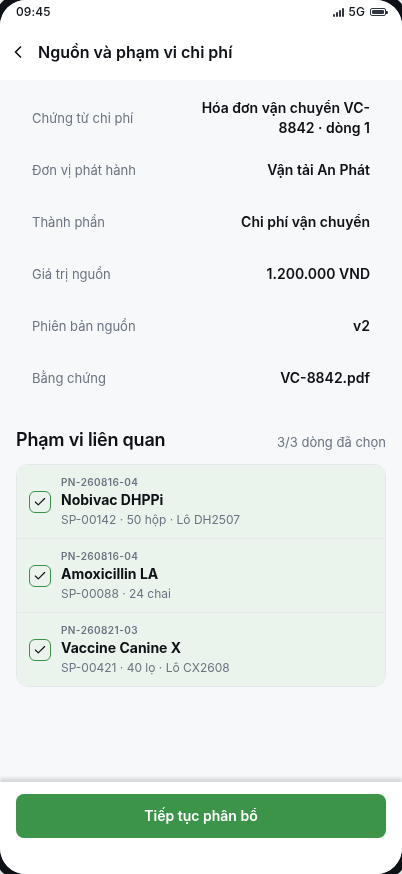 09:45
5G
Nguồn và phạm vi chi phí
Chứng từ chi phí
Hóa đơn vận chuyển VC-
8842 · dòng 1
Đơn vị phát hành
Vận tải An Phát
Thành phần
Chi phí vận chuyển
Giá trị nguồn
1.200.000 VND
Phiên bản nguồn
v2
Bằng chứng
VC-8842.pdf
Phạm vi liên quan
3/3 dòng đã chọn
PN-260816-04
Nobivac DHPPi
SP-00142 · 50 hộp · Lô DH2507
PN-260816-04
Amoxicillin LA
SP-00088 · 24 chai
PN-260821-03
Vaccine Canine X
SP-00421 · 40 lọ · Lô CX2608
Tiếp tục phân bổ